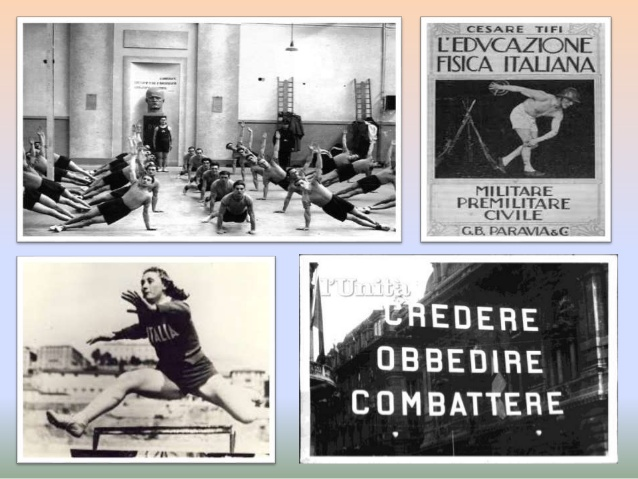 CESARE TIFI
L'EDVCAZIONE
FISICA ITALIANA
MILITARE
PREMILITARE
CIVILE
G.B. PARAVIA & C.
ITALIA
l'Unità
CREDERE
OBBEDIRE
COMBATTERE